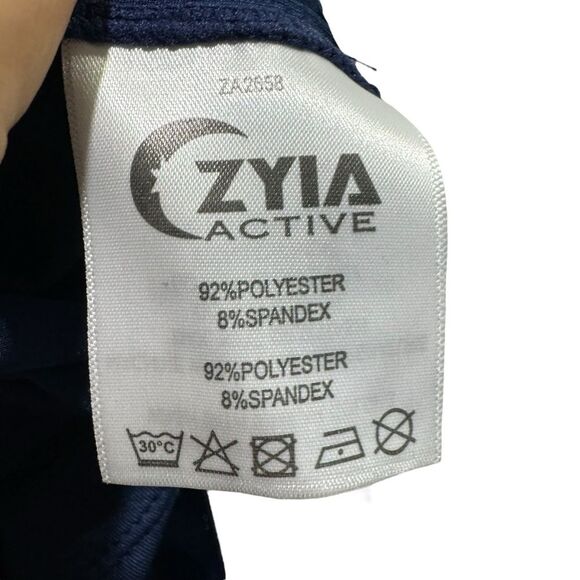 ZA2658
ZYIA
ACTIVE
92%POLYESTER
8%SPANDEX
92%POLYESTER
8%SPANDEX
30°C